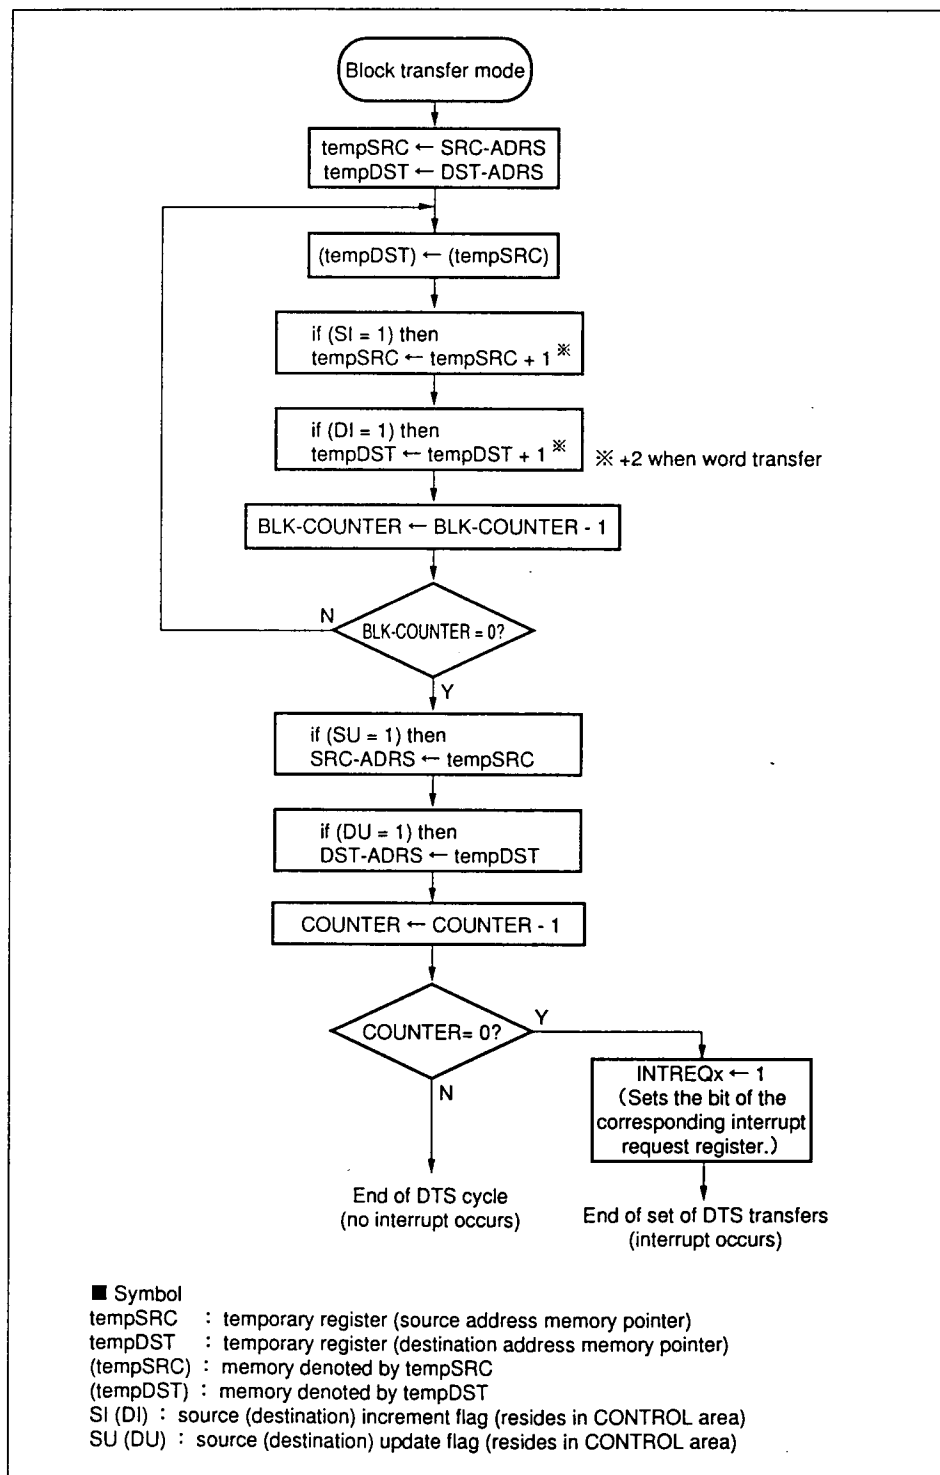 Block transfer mode
tempSRC ← SRC-ADRS
tempDST ← DST-ADRS
(tempDST) ← (tempSRC)
if (SI = 1) then
tempSRC ← tempSRC + 1 ※
if (DI = 1) then
tempDST ← tempDST + 1 ※
※ +2 when word transfer
BLK-COUNTER ← BLK-COUNTER - 1
N
BLK-COUNTER = 0?
Y
if (SU = 1) then
SRC-ADRS ← tempSRC
if (DU = 1) then
DST-ADRS ← tempDST
COUNTER ← COUNTER - 1
COUNTER= 0?
Y
N
INTREQx ← 1
(Sets the bit of the
corresponding interrupt
request register.)
End of DTS cycle
(no interrupt occurs)
End of set of DTS transfers
(interrupt occurs)
■ Symbol
tempSRC : temporary register (source address memory pointer)
tempDST : temporary register (destination address memory pointer)
(tempSRC) : memory denoted by tempSRC
(tempDST) : memory denoted by tempDST
SI (DI) : source (destination) increment flag (resides in CONTROL area)
SU (DU) : source (destination) update flag (resides in CONTROL area)